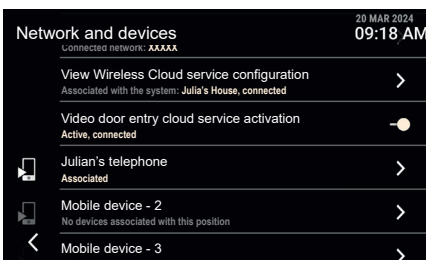 20 MAR 2024
Network and devices
09:18 AM
Connected network: XXXXX
View Wireless Cloud service configuration
Associated with the system: Julia's House, connected
Video door entry cloud service activation
Active, connected
Julian's telephone
Associated
Mobile device - 2
No devices associated with this position
Mobile device - 3